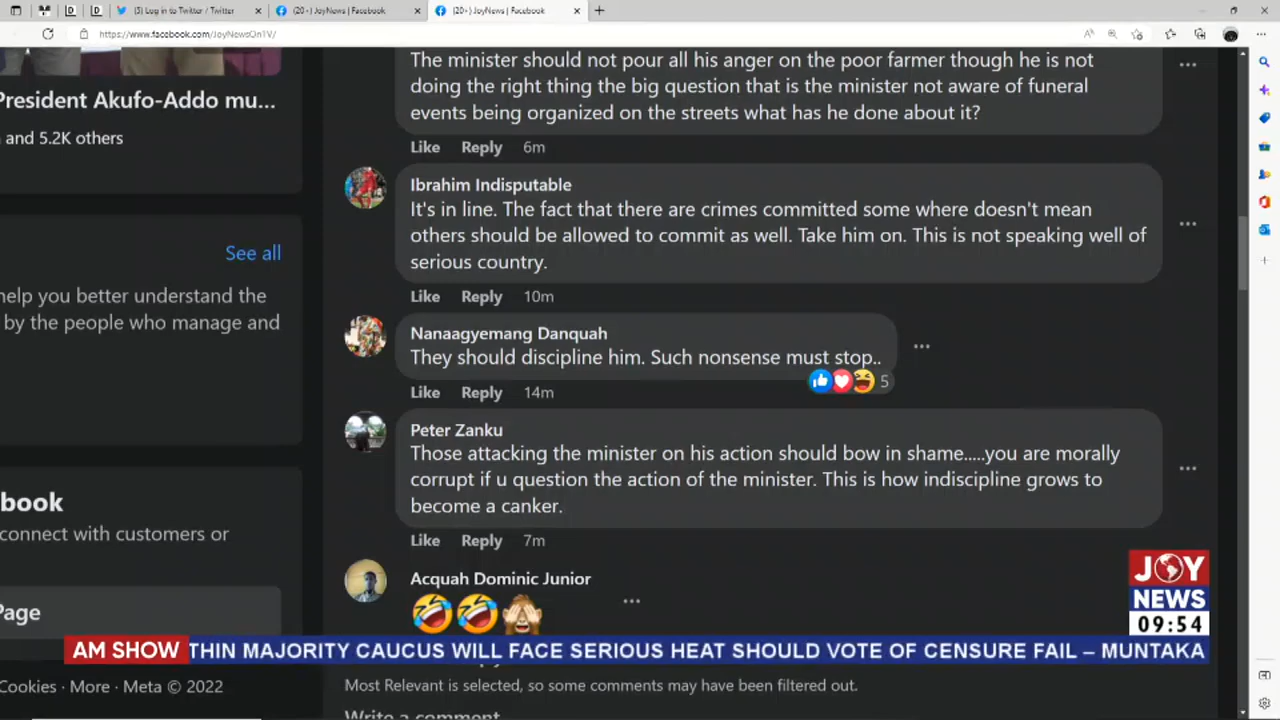 (5) Log in to Twitter / Twitter
(20+) JoyNews | Facebook
(20+) JoyNews | Facebook
https://www.facebook.com/JoyNewsOnTV/
President Akufo-Addo mu...
and 5.2K others
See all
help you better understand the
by the people who manage and
book
connect with customers or
Page
Cookies · More · Meta © 2022
The minister should not pour all his anger on the poor farmer though he is not
doing the right thing the big question that is the minister not aware of funeral
events being organized on the streets what has he done about it?
Like Reply 6m
Ibrahim Indisputable
It's in line. The fact that there are crimes committed some where doesn't mean
others should be allowed to commit as well. Take him on. This is not speaking well of
serious country.
Like Reply 10m
Nanaagyemang Danquah
They should discipline him. Such nonsense must stop..
5
Like Reply 14m
Peter Zanku
Those attacking the minister on his action should bow in shame.....you are morally
corrupt if u question the action of the minister. This is how indiscipline grows to
become a canker.
Like Reply 7m
Acquah Dominic Junior
JOY
NEWS
09:54
AM SHOW THIN MAJORITY CAUCUS WILL FACE SERIOUS HEAT SHOULD VOTE OF CENSURE FAIL – MUNTAKA
Most Relevant is selected, so some comments may have been filtered out.
Write a comment